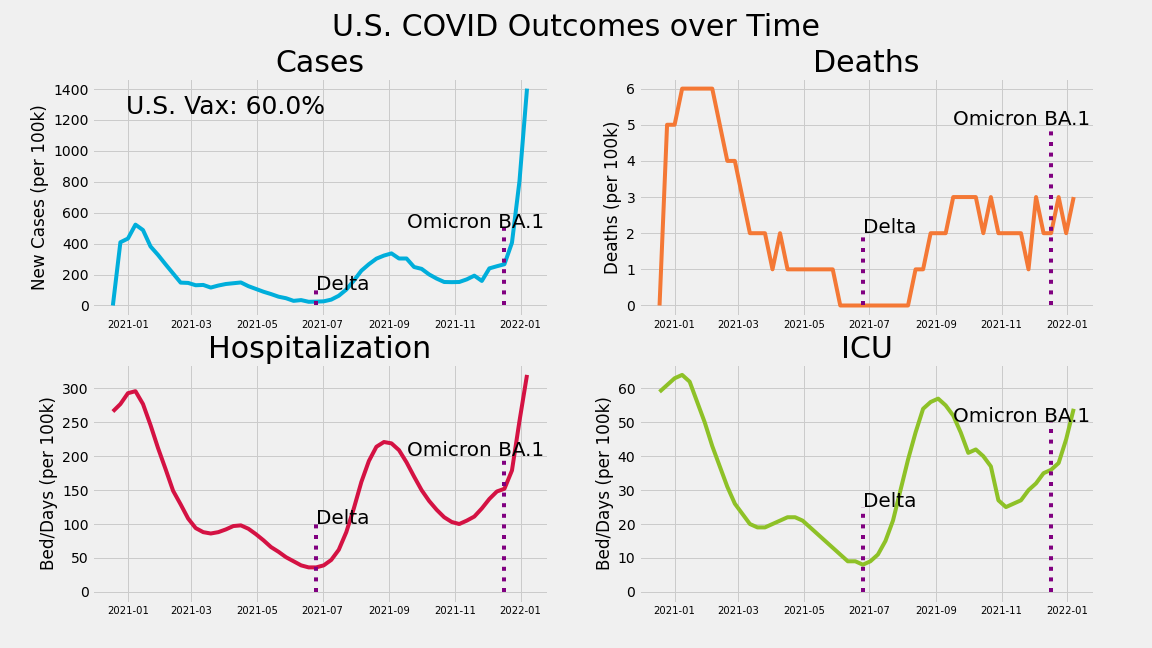 U.S. COVID Outcomes over Time
Cases
New Cases (per 100k)
1400
1200
1000
800
600
400
200
0
U.S. Vax: 60.0%
Omicron BA.1
Delta
2021-01 2021-03 2021-05 2021-07 2021-09 2021-11 2022-01
Deaths
Deaths (per 100k)
6
5
4
3
2
1
0
Omicron BA.1
Delta
2021-01 2021-03 2021-05 2021-07 2021-09 2021-11 2022-01
Hospitalization
Bed/Days (per 100k)
300
250
200
150
100
50
0
Omicron BA.1
Delta
2021-01 2021-03 2021-05 2021-07 2021-09 2021-11 2022-01
ICU
Bed/Days (per 100k)
60
50
40
30
20
10
0
Omicron BA.1
Delta
2021-01 2021-03 2021-05 2021-07 2021-09 2021-11 2022-01